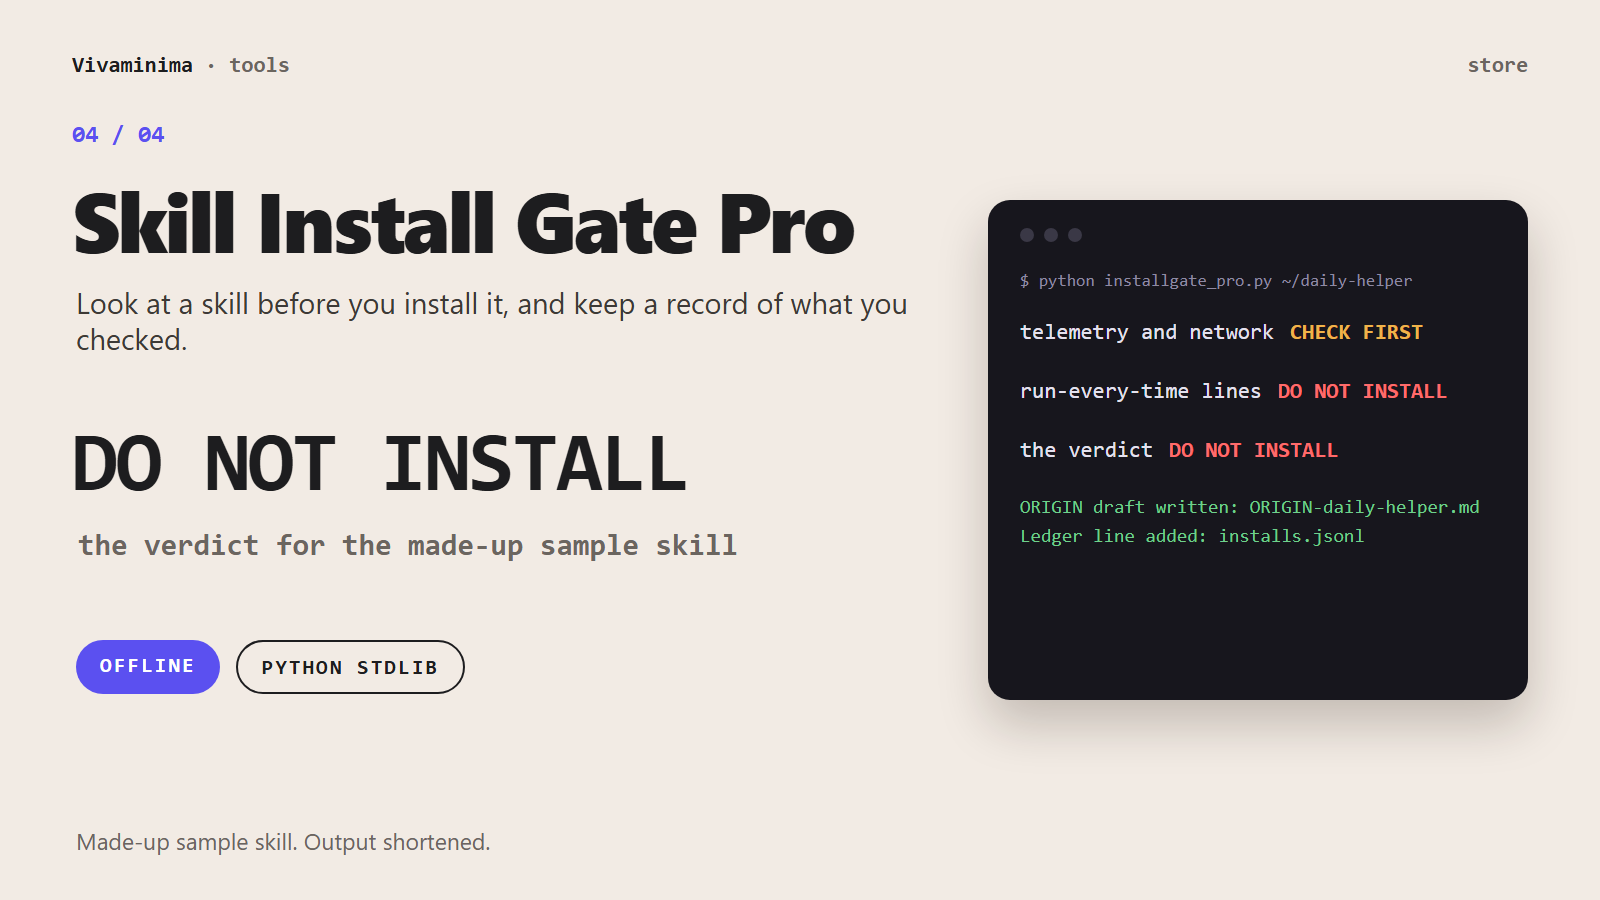 Vivaminima · tools
store
04 / 04
Skill Install Gate Pro
Look at a skill before you install it, and keep a record of what you
checked.
DO NOT INSTALL
the verdict for the made-up sample skill
OFFLINE
PYTHON STDLIB
$ python installgate_pro.py ~/daily-helper
telemetry and network CHECK FIRST
run-every-time lines DO NOT INSTALL
the verdict DO NOT INSTALL
ORIGIN draft written: ORIGIN-daily-helper.md
Ledger line added: installs.jsonl
Made-up sample skill. Output shortened.